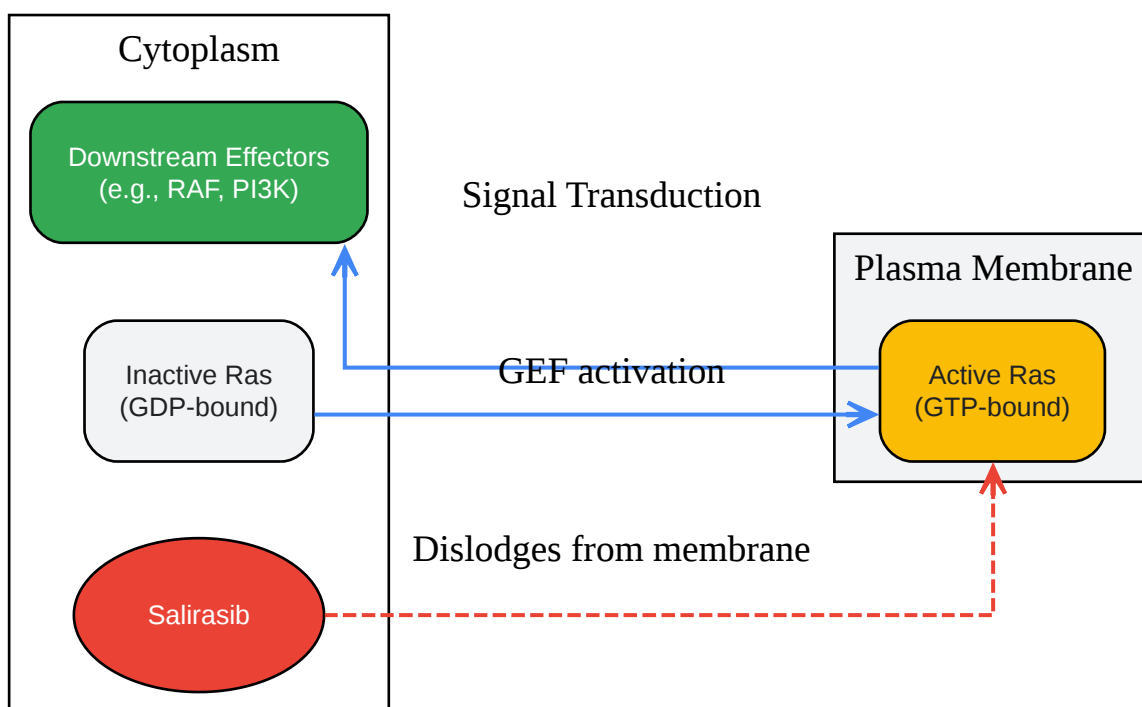 Cytoplasm
Downstream Effectors
(e.g., RAF, PI3K)
Signal Transduction
Plasma Membrane
Inactive Ras
(GDP-bound)
GEF activation
Active Ras
(GTP-bound)
Dislodges from membrane
Salirasib